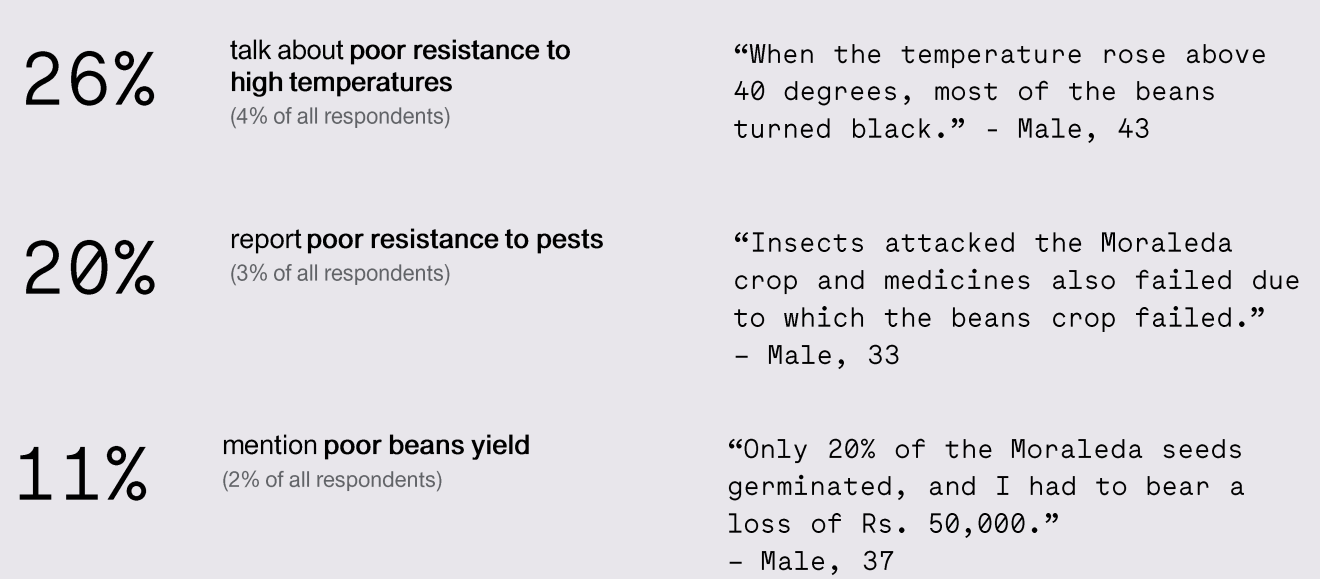 26%
talk about poor resistance to
high temperatures
(4% of all respondents)
“When the temperature rose above
40 degrees, most of the beans
turned black.” - Male, 43
20%
report poor resistance to pests
(3% of all respondents)
“Insects attacked the Moraleda
crop and medicines also failed due
to which the beans crop failed.”
– Male, 33
11%
mention poor beans yield
(2% of all respondents)
“Only 20% of the Moraleda seeds
germinated, and I had to bear a
loss of Rs. 50,000.”
– Male, 37